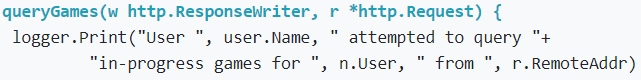 queryGames(w http.ResponseWriter, r *http.Request) {
logger.Print("User ", user.Name, " attempted to query "+
"in-progress games for ", n.User, " from ", r.RemoteAddr)